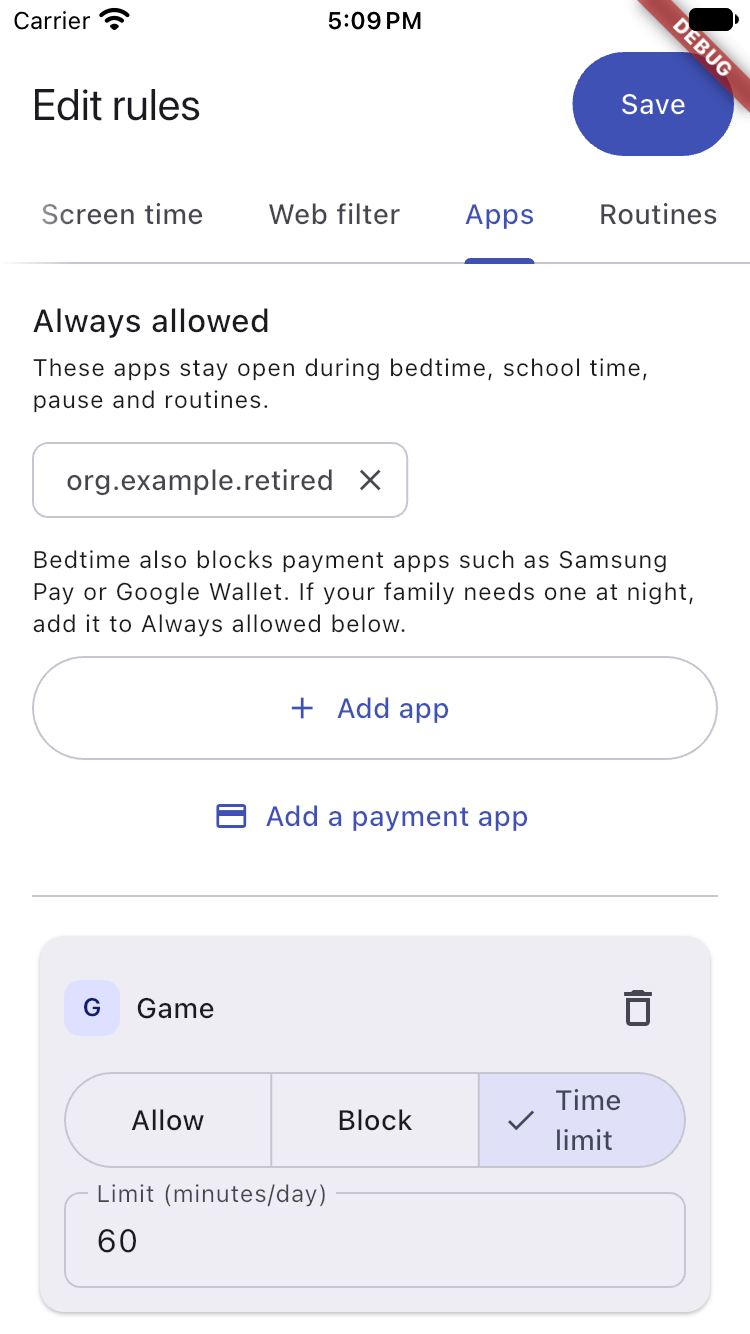 Carrier 5:09 PM
DEBUG
Edit rules
Save
Screen time Web filter Apps Routines
Always allowed
These apps stay open during bedtime, school time,
pause and routines.
org.example.retired
Bedtime also blocks payment apps such as Samsung
Pay or Google Wallet. If your family needs one at night,
add it to Always allowed below.
+ Add app
Add a payment app
G Game
Allow Block Time
limit
Limit (minutes/day)
60